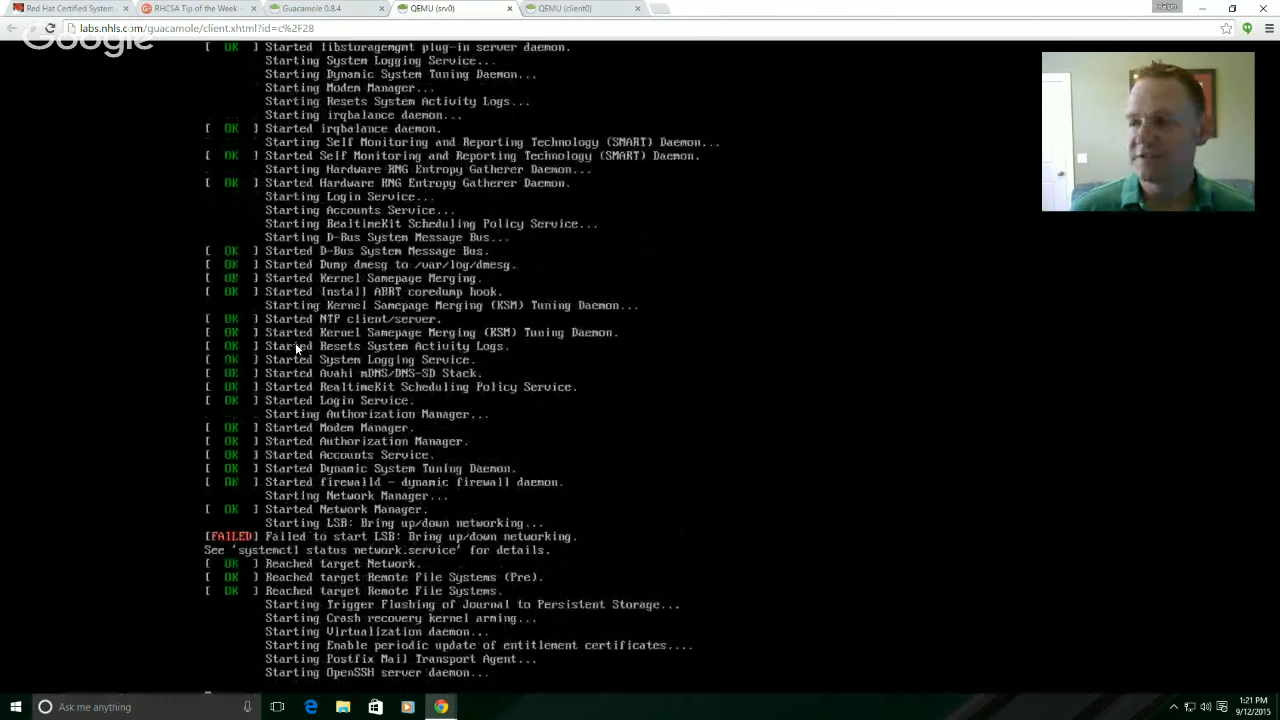 Ralph
Red Hat Certified System
RHCSA Tip of the Week -
Guacamole 0.8.4
QEMU (srv0)
QEMU (client0)
labs.nhls.com/guacamole/client.xhtml?id=c%2F28
Google
[ OK ] Started libstoragemgmt plug-in server daemon.
Starting System Logging Service...
Starting Dynamic System Tuning Daemon...
Starting Modem Manager...
Starting Resets System Activity Logs...
Starting irqbalance daemon...
[ OK ] Started irqbalance daemon.
Starting Self Monitoring and Reporting Technology (SMART) Daemon...
[ OK ] Started Self Monitoring and Reporting Technology (SMART) Daemon.
Starting Hardware RNG Entropy Gatherer Daemon...
[ OK ] Started Hardware RNG Entropy Gatherer Daemon.
Starting Login Service...
Starting Accounts Service...
Starting RealtimeKit Scheduling Policy Service...
Starting D-Bus System Message Bus...
[ OK ] Started D-Bus System Message Bus.
[ OK ] Started Dump dmesg to /var/log/dmesg.
[ OK ] Started Kernel Samepage Merging.
[ OK ] Started Install ABRT coredump hook.
Starting Kernel Samepage Merging (KSM) Tuning Daemon...
[ OK ] Started NTP client/server.
[ OK ] Started Kernel Samepage Merging (KSM) Tuning Daemon.
[ OK ] Started Resets System Activity Logs.
[ OK ] Started System Logging Service.
[ OK ] Started Avahi mDNS/DNS-SD Stack.
[ OK ] Started RealtimeKit Scheduling Policy Service.
[ OK ] Started Login Service.
Starting Authorization Manager...
[ OK ] Started Modem Manager.
[ OK ] Started Authorization Manager.
[ OK ] Started Accounts Service.
[ OK ] Started Dynamic System Tuning Daemon.
[ OK ] Started firewalld - dynamic firewall daemon.
Starting Network Manager...
[ OK ] Started Network Manager.
Starting LSB: Bring up/down networking...
[FAILED] Failed to start LSB: Bring up/down networking.
See 'systemctl status network.service' for details.
[ OK ] Reached target Network.
[ OK ] Reached target Remote File Systems (Pre).
[ OK ] Reached target Remote File Systems.
Starting Trigger Flushing of Journal to Persistent Storage...
Starting Crash recovery kernel arming...
Starting Virtualization daemon...
Starting Enable periodic update of entitlement certificates....
Starting Postfix Mail Transport Agent...
Starting OpenSSH server daemon...
Ask me anything
1:21 PM
9/12/2015